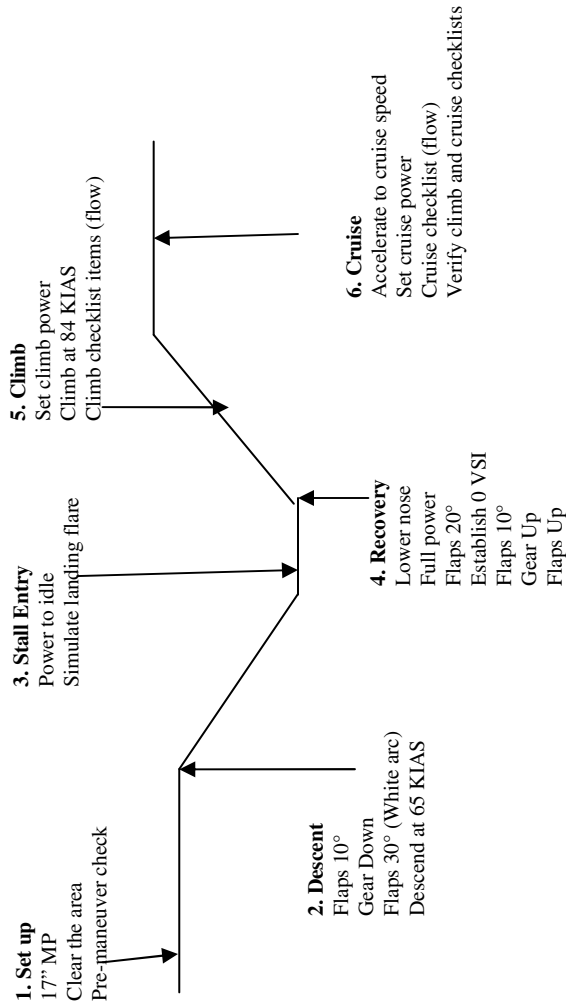 1. Set up
17” MP
Clear the area
Pre-maneuver check
2. Descent
Flaps 10°
Gear Down
Flaps 30° (White arc)
Descend at 65 KIAS
3. Stall Entry
Power to idle
Simulate landing flare
4. Recovery
Lower nose
Full power
Flaps 20°
Establish 0 VSI
Flaps 10°
Gear Up
Flaps Up
5. Climb
Set climb power
Climb at 84 KIAS
Climb checklist items (flow)
6. Cruise
Accelerate to cruise speed
Set cruise power
Cruise checklist (flow)
Verify climb and cruise checklists